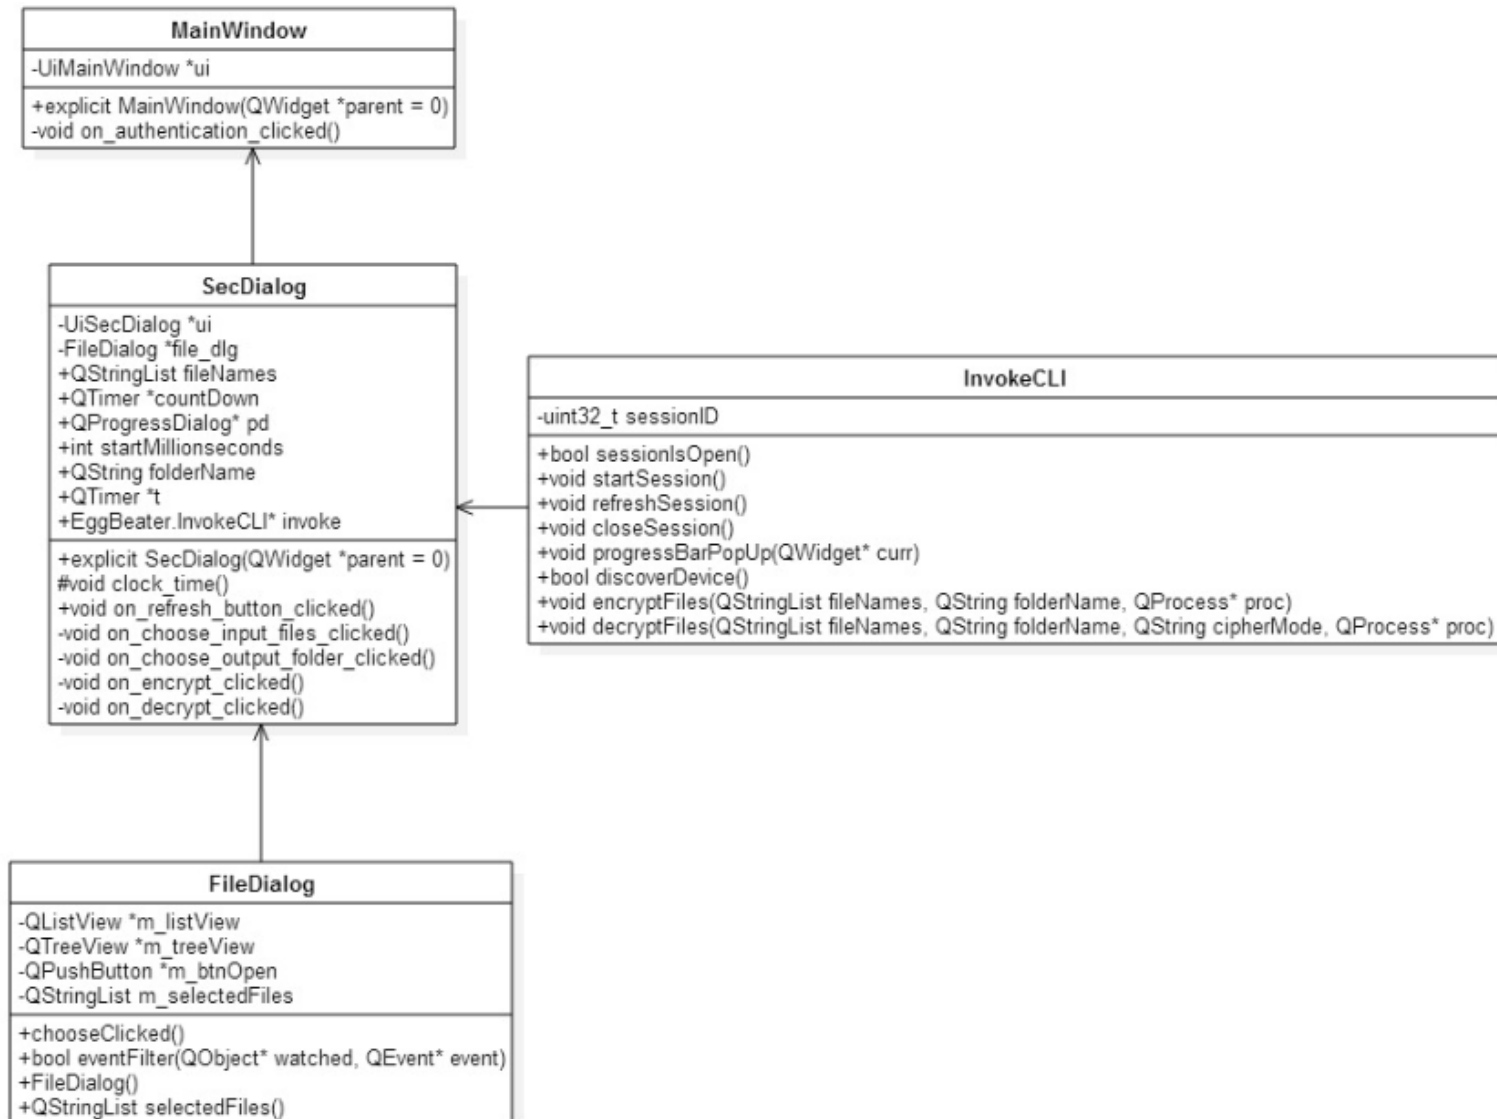 MainWindow
-UiMainWindow *ui
+explicit MainWindow(QWidget *parent = 0)
-void on_authentication_clicked()
SecDialog
-UiSecDialog *ui
-FileDialog *file_dlg
+QStringList fileNames
+QTimer *countDown
+QProgressDialog* pd
+int startMillionseconds
+QString folderName
+QTimer *t
+EggBeater.InvokeCLI* invoke
+explicit SecDialog(QWidget *parent = 0)
#void clock_time()
+void on_refresh_button_clicked()
-void on_choose_input_files_clicked()
-void on_choose_output_folder_clicked()
-void on_encrypt_clicked()
-void on_decrypt_clicked()
InvokeCLI
-uint32_t sessionID
+bool sessionIsOpen()
+void startSession()
+void refreshSession()
+void closeSession()
+void progressBarPopUp(QWidget* curr)
+bool discoverDevice()
+void encryptFiles(QStringList fileNames, QString folderName, QProcess* proc)
+void decryptFiles(QStringList fileNames, QString folderName, QString cipherMode, QProcess* proc)
FileDialog
-QListView *m_listView
-QTreeView *m_treeView
-QPushButton *m_btnOpen
-QStringList m_selectedFiles
+chooseClicked()
+bool eventFilter(QObject* watched, QEvent* event)
+FileDialog()
+QStringList selectedFiles()